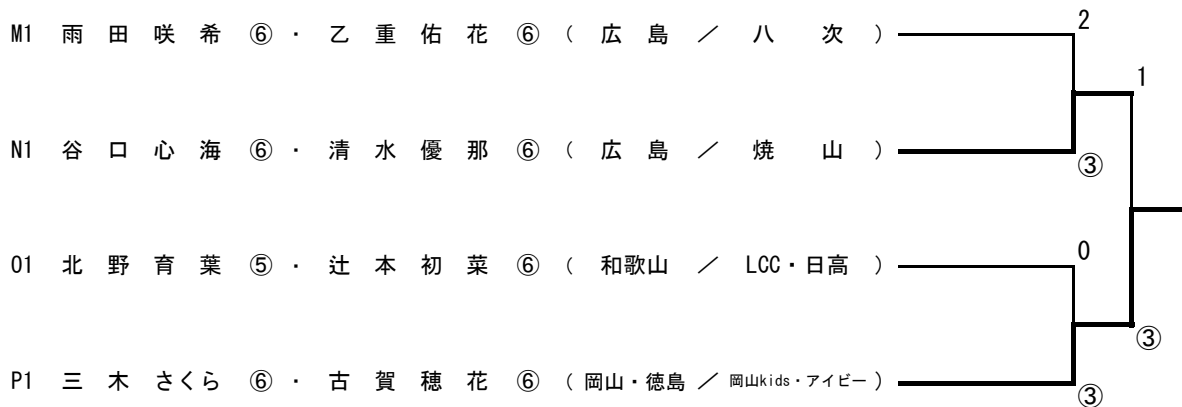 M1 雨田咲希 ⑥ ・ 乙重佑花 ⑥ ( 広島 / 八次 ) 2
1
N1 谷口心海 ⑥ ・ 清水優那 ⑥ ( 広島 / 焼山 ) ③
O1 北野育葉 ⑤ ・ 辻本初菜 ⑥ ( 和歌山 / LCC・日高 ) 0
③
P1 三木さくら ⑥ ・ 古賀穂花 ⑥ ( 岡山・徳島 / 岡山kids・アイビー ) ③